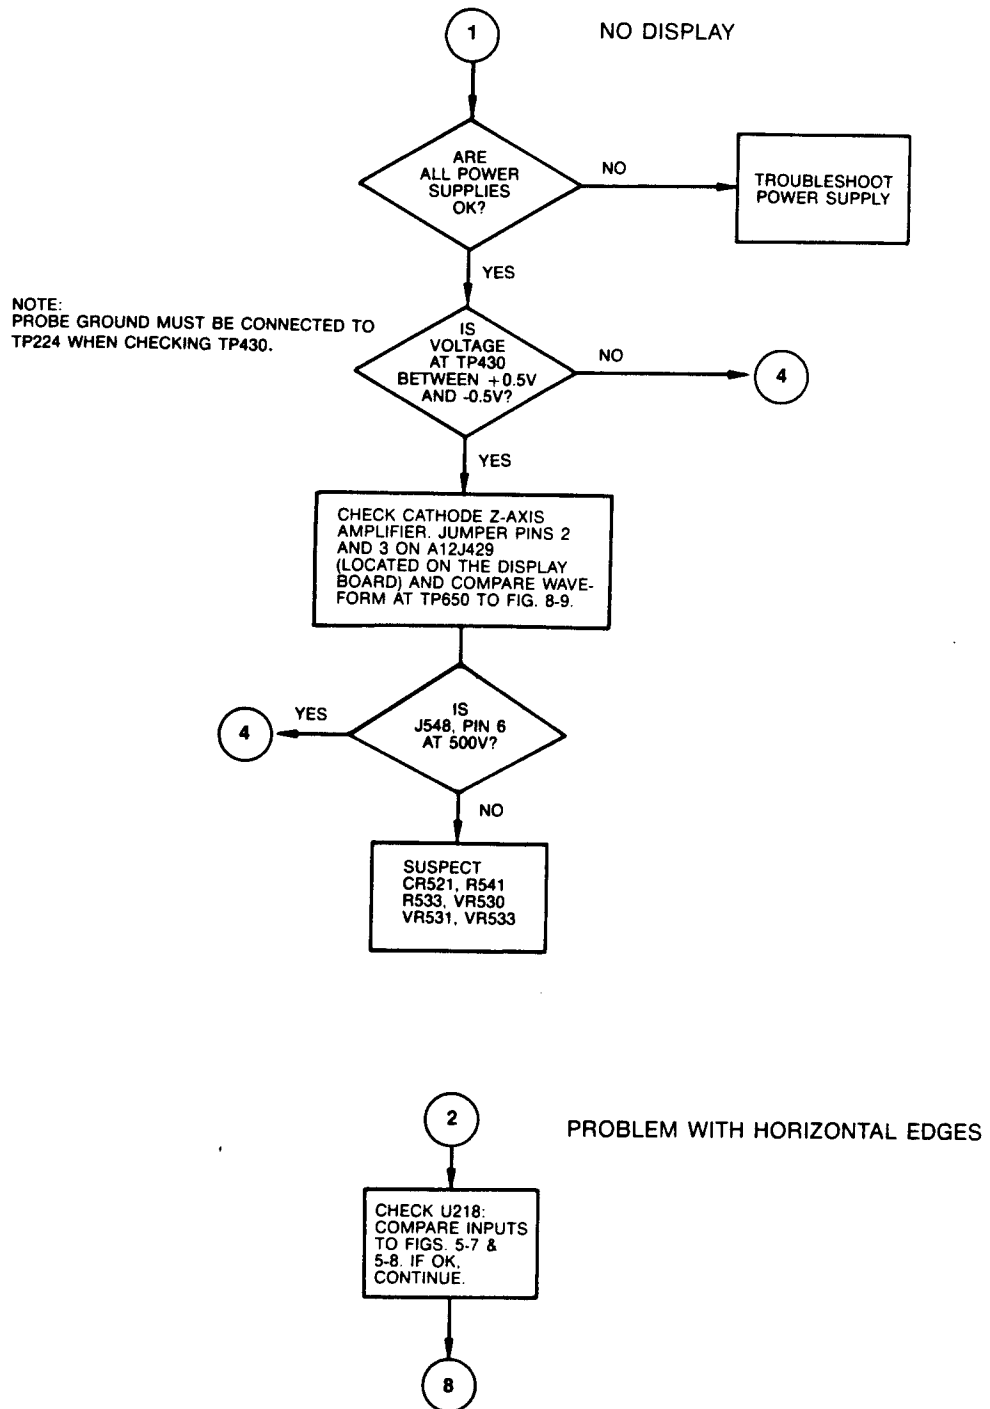 1
NO DISPLAY
ARE
ALL POWER
SUPPLIES
OK?
NO
TROUBLESHOOT
POWER SUPPLY
YES
NOTE:
PROBE GROUND MUST BE CONNECTED TO
TP224 WHEN CHECKING TP430.
IS
VOLTAGE
AT TP430
BETWEEN +0.5V
AND -0.5V?
NO
4
YES
CHECK CATHODE Z-AXIS
AMPLIFIER. JUMPER PINS 2
AND 3 ON A12J429
(LOCATED ON THE DISPLAY
BOARD) AND COMPARE WAVE-
FORM AT TP650 TO FIG. 8-9.
IS
J548, PIN 6
AT 500V?
YES
4
NO
SUSPECT
CR521, R541
R533, VR530
VR531, VR533
2
PROBLEM WITH HORIZONTAL EDGES
CHECK U218:
COMPARE INPUTS
TO FIGS. 5-7 &
5-8. IF OK,
CONTINUE.
8